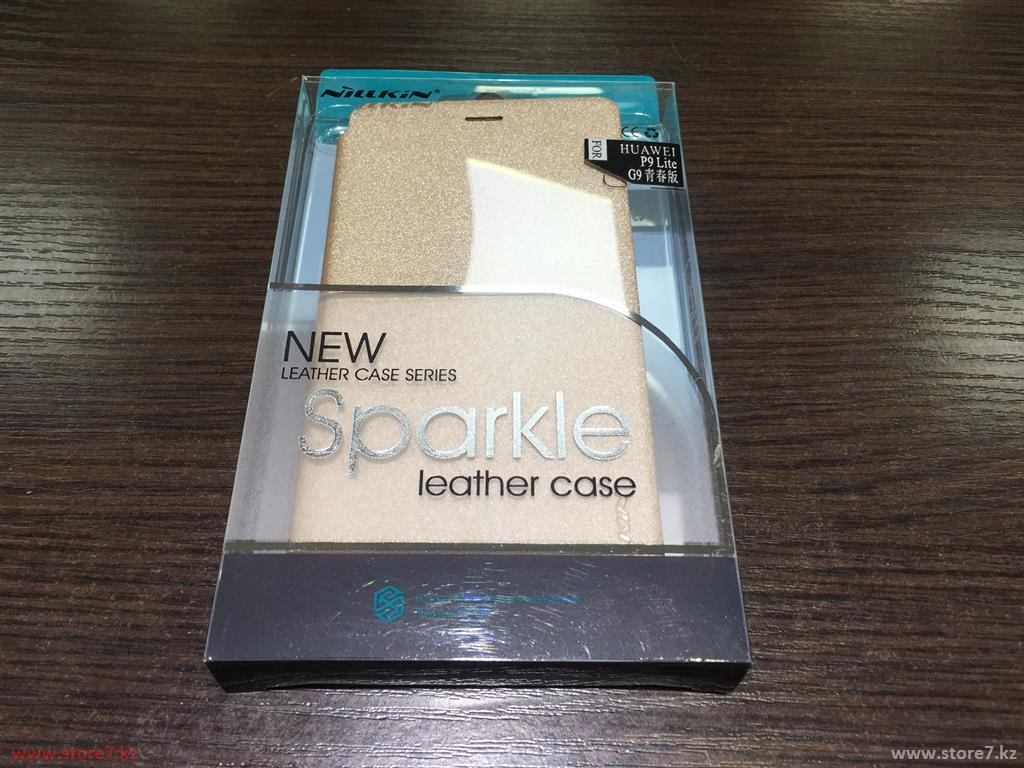 NILLKIN®
CE
FOR
HUAWEI
P9 Lite
G9 青春版
NEW
LEATHER CASE SERIES
Sparkle
leather case
www.store7.kz
www.store7.kz